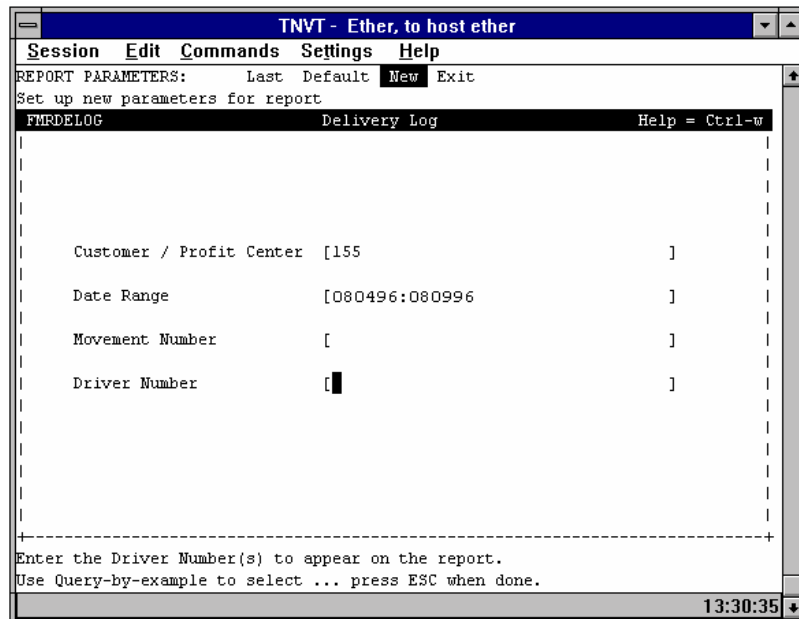 TNVT - Ether, to host ether
Session Edit Commands Settings Help
REPORT PARAMETERS: Last Default New Exit
Set up new parameters for report
FMRDELOG Delivery Log Help = Ctrl-w
Customer / Profit Center [155 ]
Date Range [080496:080996 ]
Movement Number [ ]
Driver Number [ ]
Enter the Driver Number(s) to appear on the report.
Use Query-by-example to select ... press ESC when done.
13:30:35